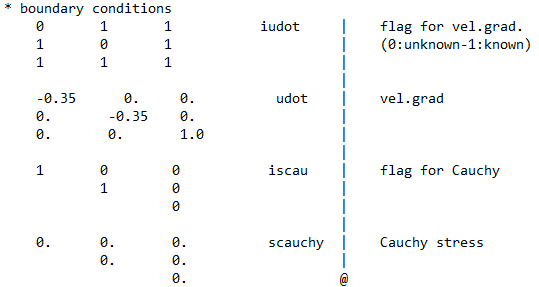 * boundary conditions
0 1 1 iudot | flag for vel.grad.
1 0 1 | (0:unknown-1:known)
1 1 1 |
|
-0.35 0. 0. udot | vel.grad
0. -0.35 0. |
0. 0. 1.0 |
|
1 0 0 iscau | flag for Cauchy
1 0 |
0 |
|
0. 0. 0. scauchy | Cauchy stress
0. 0. |
0. @